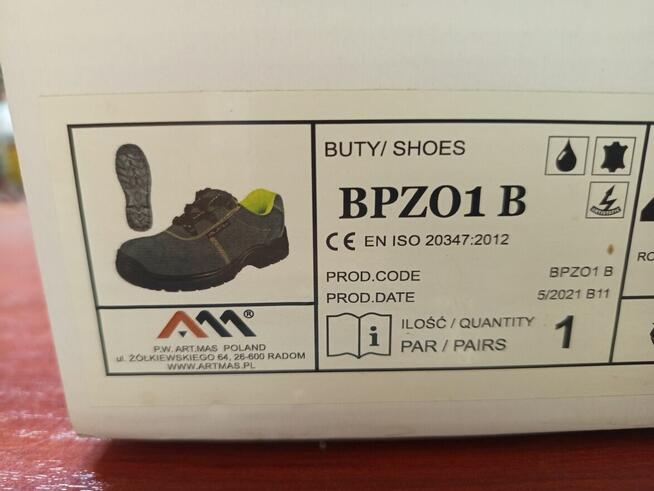 BUTY/ SHOES
BPZO1 B
CE EN ISO 20347:2012
PROD.CODE BPZO1 B
PROD.DATE 5/2021 B11
i ILOŚĆ / QUANTITY 1
PAR / PAIRS
AM®
P.W. ART.MAS POLAND
ul. ŻÓŁKIEWSKIEGO 64, 26-600 RADOM
WWW.ARTMAS.PL